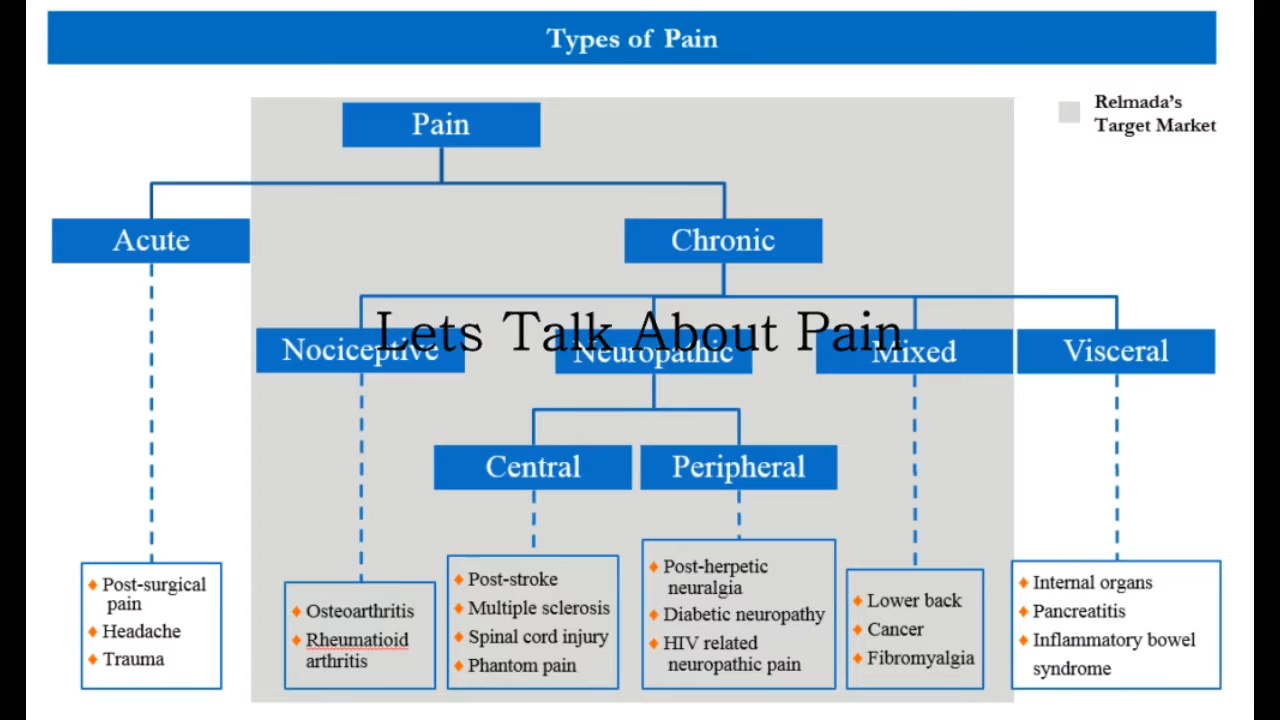 Types of Pain
Relmada's
Target Market
Pain
Acute
Chronic
Lets Talk About Pain
Nociceptive
Neuropathic
Mixed
Visceral
Central
Peripheral
Post-surgical
pain
Headache
Trauma
Osteoarthritis
Rheumatioid
arthritis
Post-stroke
Multiple sclerosis
Spinal cord injury
Phantom pain
Post-herpetic
neuralgia
Diabetic neuropathy
HIV related
neuropathic pain
Lower back
Cancer
Fibromyalgia
Internal organs
Pancreatitis
Inflammatory bowel
syndrome